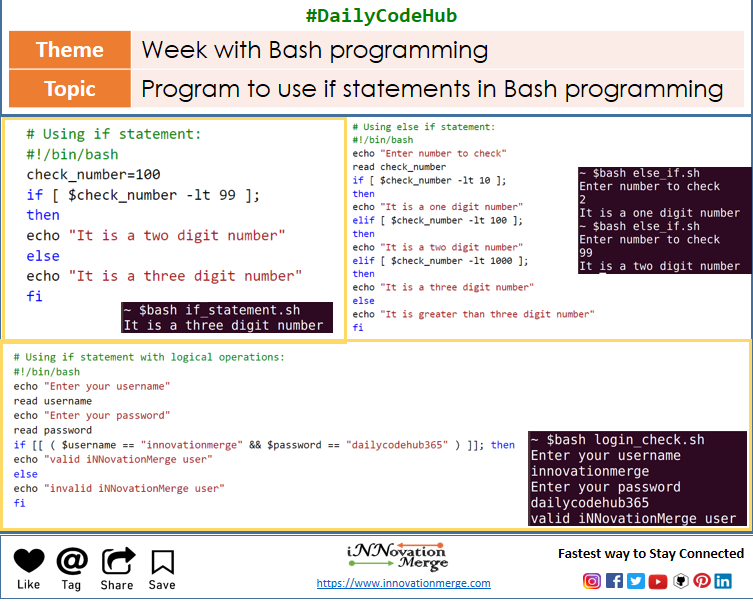 #DailyCodeHub
Theme
Week with Bash programming
Topic
Program to use if statements in Bash programming
# Using if statement:
#!/bin/bash
check_number=100
if [ $check_number -lt 99 ];
then
echo "It is a two digit number"
else
echo "It is a three digit number"
fi
~ $bash if_statement.sh
It is a three digit number
# Using else if statement:
#!/bin/bash
echo "Enter number to check"
read check_number
if [ $check_number -lt 10 ];
then
echo "It is a one digit number"
elif [ $check_number -lt 100 ];
then
echo "It is a two digit number"
elif [ $check_number -lt 1000 ];
then
echo "It is a three digit number"
else
echo "It is greater than three digit number"
fi
~ $bash else_if.sh
Enter number to check
2
It is a one digit number
~ $bash else_if.sh
Enter number to check
99
It is a two digit number
# Using if statement with logical operations:
#!/bin/bash
echo "Enter your username"
read username
echo "Enter your password"
read password
if [[ ( $username == "innovationmerge" && $password == "dailycodehub365" ) ]]; then
echo "valid iNNovationMerge user"
else
echo "invalid iNNovationMerge user"
fi
~ $bash login_check.sh
Enter your username
innovationmerge
Enter your password
dailycodehub365
valid iNNovationMerge user
Like
Tag
Share
Save
iNNovation
Merge
https://www.innovationmerge.com
Fastest way to Stay Connected